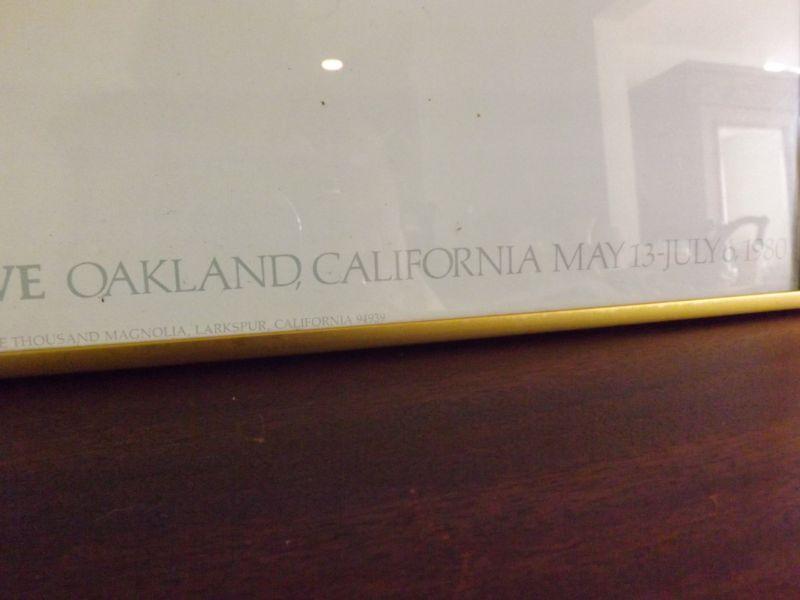 VE OAKLAND, CALIFORNIA MAY 13-JULY 6, 1980
E THOUSAND MAGNOLIA, LARKSPUR, CALIFORNIA 94939